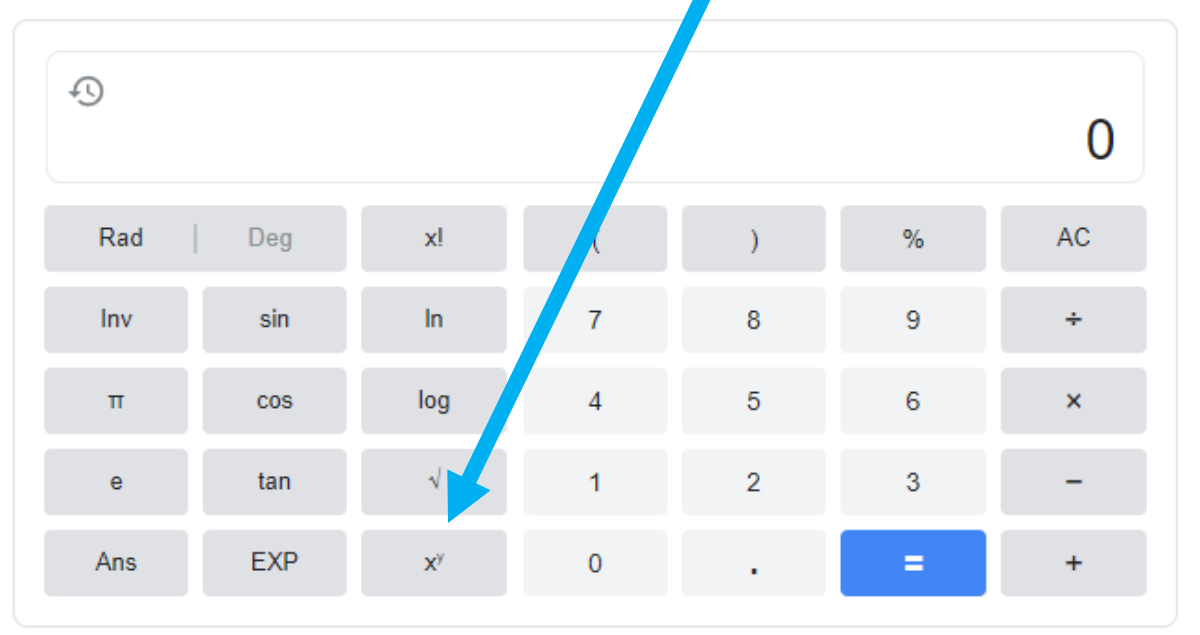 0
Rad | Deg x! ( ) % AC
Inv sin ln 7 8 9 ÷
π cos log 4 5 6 ×
e tan √ 1 2 3 −
Ans EXP xʸ 0 . = +